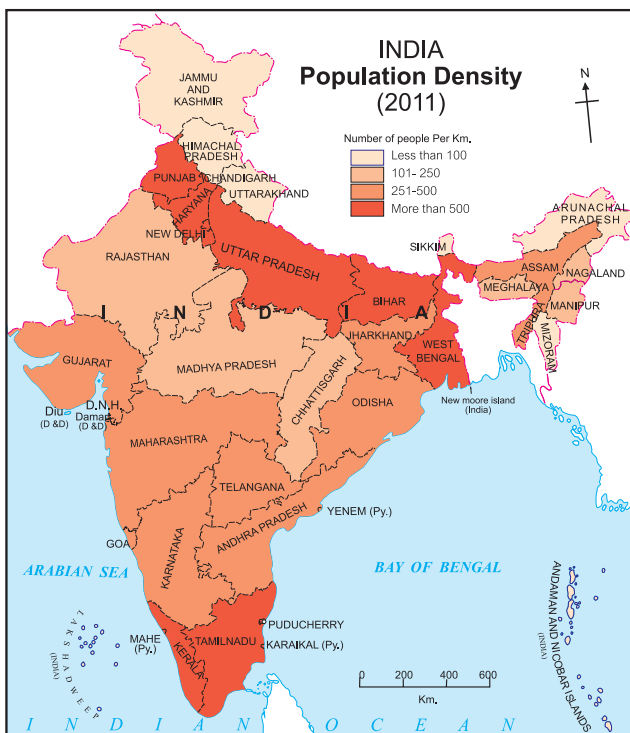 INDIA
Population Density
(2011)
N
Number of people Per Km.
Less than 100
101- 250
251-500
More than 500
JAMMU
AND
KASHMIR
HIMACHAL
PRADESH
PUNJAB
CHANDIGARH
UTTARAKHAND
HARYANA
NEW DELHI
RAJASTHAN
UTTAR PRADESH
SIKKIM
ARUNACHAL
PRADESH
ASSAM
NAGALAND
MEGHALAYA
MANIPUR
TRIPURA
MIZORAM
BIHAR
I N D I A
JHARKHAND
WEST
BENGAL
GUJARAT
MADHYA PRADESH
CHHATTISGARH
ODISHA
New moore island
(India)
D.N.H.
Diu
(D &D)
Daman
(D &D)
MAHARASHTRA
TELANGANA
ANDHRA PRADESH
YENEM (Py.)
GOA
KARNATAKA
ARABIAN SEA
BAY OF BENGAL
ANDAMAN AND NICOBAR ISLANDS
(INDIA)
LAKSHADWEEP
(INDIA)
MAHE
(Py.)
KERALA
TAMILNADU
PUDUCHERRY
KARAIKAL (Py.)
0 200 400 600
Km.
I N D I A N O C E A N